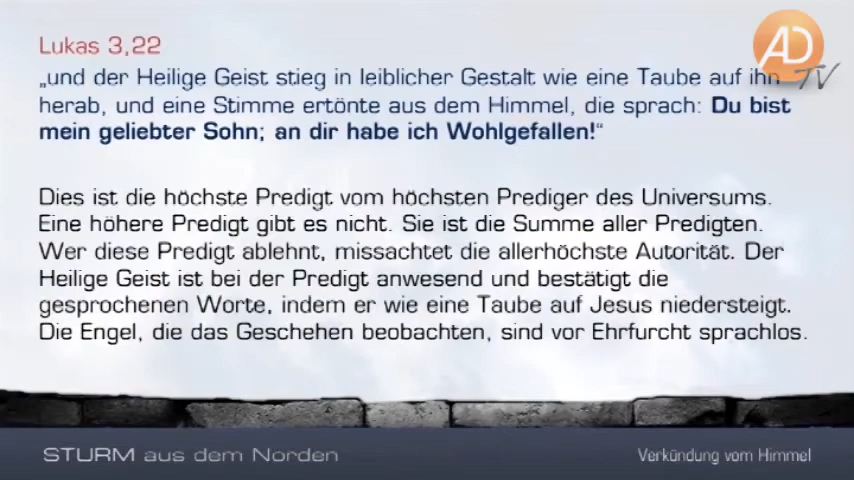 Lukas 3,22
„und der Heilige Geist stieg in leiblicher Gestalt wie eine Taube auf ihn
herab, und eine Stimme ertönte aus dem Himmel, die sprach: Du bist
mein geliebter Sohn; an dir habe ich Wohlgefallen!“
Dies ist die höchste Predigt vom höchsten Prediger des Universums.
Eine höhere Predigt gibt es nicht. Sie ist die Summe aller Predigten.
Wer diese Predigt ablehnt, missachtet die allerhöchste Autorität. Der
Heilige Geist ist bei der Predigt anwesend und bestätigt die
gesprochenen Worte, indem er wie eine Taube auf Jesus niedersteigt.
Die Engel, die das Geschehen beobachten, sind vor Ehrfurcht sprachlos.
STURM aus dem Norden
Verkündung vom Himmel
AD
TV